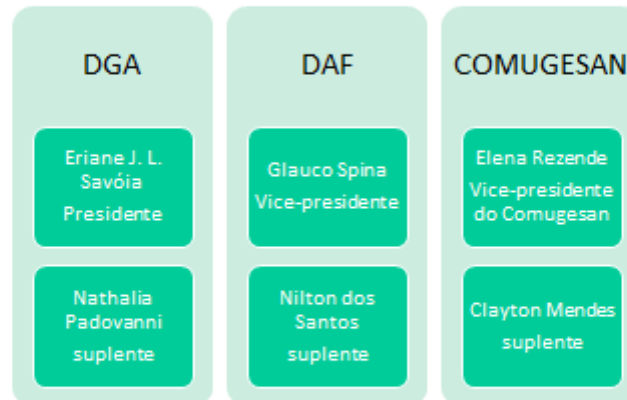 DGA
Eriane J. L.
Savóia
Presidente
Nathalia
Padovanni
suplente
DAF
Glauco Spina
Vice-presidente
Nilton dos
Santos
suplente
COMUGESAN
Elena Rezende
Vice-presidente
do Comugesan
Clayton Mendes
suplente